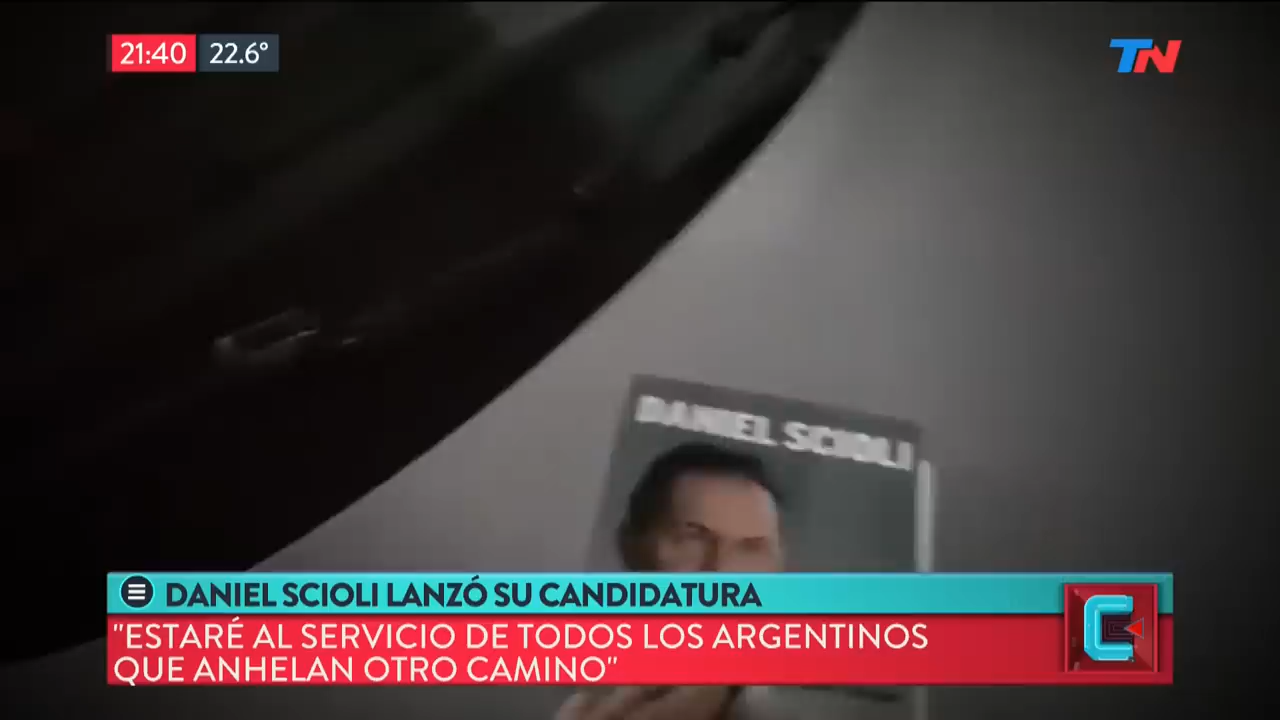 21:40 22.6° TN
DANIEL SCIOLI
DANIEL SCIOLI LANZÓ SU CANDIDATURA
"ESTARÉ AL SERVICIO DE TODOS LOS ARGENTINOS
QUE ANHELAN OTRO CAMINO"
C